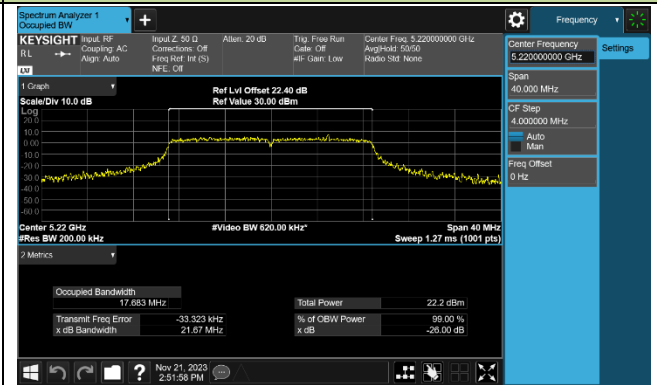 Spectrum Analyzer 1
Occupied BW
Frequency
KEYSIGHT
RL
LXI
Input: RF
Coupling: AC
Align: Auto
Input Z: 50 Ω
Corrections: Off
Freq Ref: Int (S)
NFE: Off
Atten: 20 dB
Trig: Free Run
Gate: Off
#IF Gain: Low
Center Freq: 5.220000000 GHz
Avg|Hold: 50/50
Radio Std: None
Center Frequency
5.220000000 GHz
Settings
Span
40.000 MHz
CF Step
4.000000 MHz
Auto
Man
Freq Offset
0 Hz
1 Graph
Scale/Div 10.0 dB
Ref Lvl Offset 22.40 dB
Ref Value 30.00 dBm
Log
20.0
10.0
0.00
-10.0
-20.0
-30.0
-40.0
-50.0
-60.0
Center 5.22 GHz
#Res BW 200.00 kHz
#Video BW 620.00 kHz*
Span 40 MHz
Sweep 1.27 ms (1001 pts)
2 Metrics
Occupied Bandwidth
17.683 MHz
Total Power 22.2 dBm
Transmit Freq Error -33.323 kHz
% of OBW Power 99.00 %
x dB Bandwidth 21.67 MHz
x dB -26.00 dB
Nov 21, 2023
2:51:58 PM